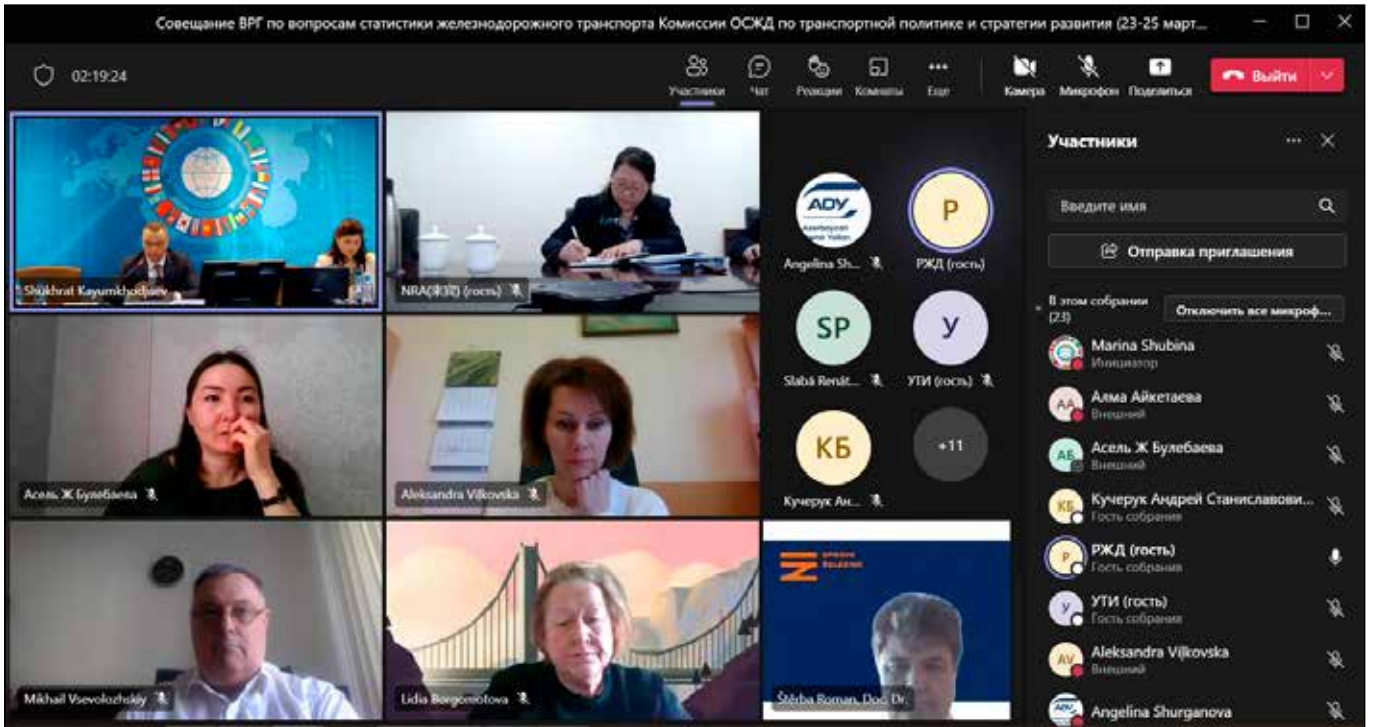 Совещание ВРГ по вопросам статистики железнодорожного транспорта Комиссии ОСЖД по транспортной политике и стратегии развития (23-25 март...
02:19:24
Участники
Чат
Реакции
Комнаты
Еще
Камера
Микрофон
Поделиться
Выйти
Shukhrat Kayumkhodjaev
(гость)
Асель Ж Булебаева
Aleksandra Viļkovska
Mikhail Vsevolozhskiy
Lidia Borgomotova
Štěrba Roman, Doc. Dr.
ADY
Angelina Sh...
Р
РЖД (гость)
SP
Slabá Renát...
У
УТИ (гость)
КБ
Кучерук Ан...
+11
Участники
Введите имя
Отправка приглашения
В этом собрании
(23)
Отключить все микроф...
Marina Shubina
Инициатор
АА
Алма Айкетаева
Внешний
АБ
Асель Ж Булебаева
Внешний
КБ
Кучерук Андрей Станиславови...
Гость собрания
Р
РЖД (гость)
Гость собрания
У
УТИ (гость)
Гость собрания
AV
Aleksandra Viļkovska
Внешний
Angelina Shurganova